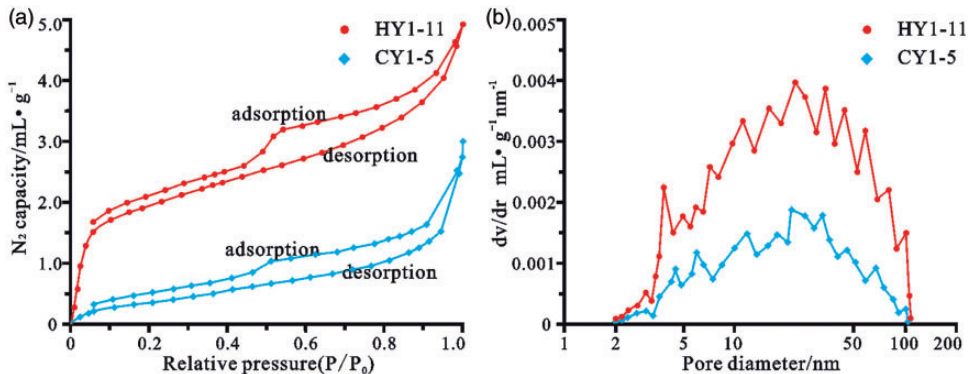 (a)
HY1-11
CY1-5
N₂ capacity/mL• g⁻¹
5.0
4.0
3.0
2.0
1.0
0
adsorption
desorption
adsorption
desorption
0 0.2 0.4 0.6 0.8 1.0
Relative pressure(P/P₀)
(b)
HY1-11
CY1-5
dv/dr mL• g⁻¹ nm⁻¹
0.005
0.004
0.003
0.002
0.001
0
1 2 5 10 20 50 100 200
Pore diameter/nm